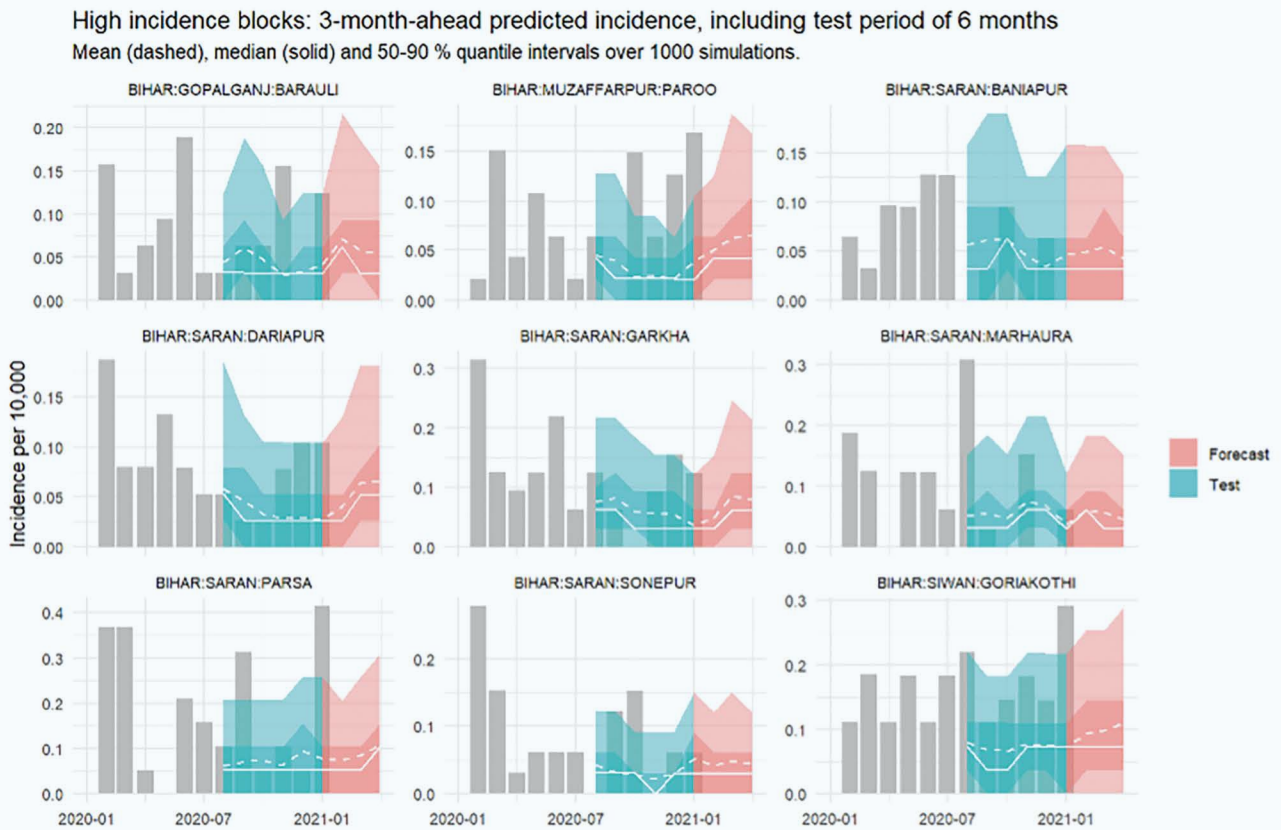 High incidence blocks: 3-month-ahead predicted incidence, including test period of 6 months
Mean (dashed), median (solid) and 50-90 % quantile intervals over 1000 simulations.
BIHAR:GOPALGANJ:BARAULI
BIHAR:MUZAFFARPUR:PAROO
BIHAR:SARAN:BANIAPUR
0.20
0.15
0.10
0.05
0.00
0.15
0.10
0.05
0.00
0.15
0.10
0.05
0.00
BIHAR:SARAN:DARIAPUR
BIHAR:SARAN:GARKHA
BIHAR:SARAN:MARHAURA
Incidence per 10,000
0.15
0.10
0.05
0.00
0.3
0.2
0.1
0.0
0.3
0.2
0.1
0.0
Forecast
Test
BIHAR:SARAN:PARSA
BIHAR:SARAN:SONEPUR
BIHAR:SIWAN:GORIAKOTHI
0.4
0.3
0.2
0.1
0.0
0.2
0.1
0.0
0.3
0.2
0.1
0.0
2020-01 2020-07 2021-01
2020-01 2020-07 2021-01
2020-01 2020-07 2021-01